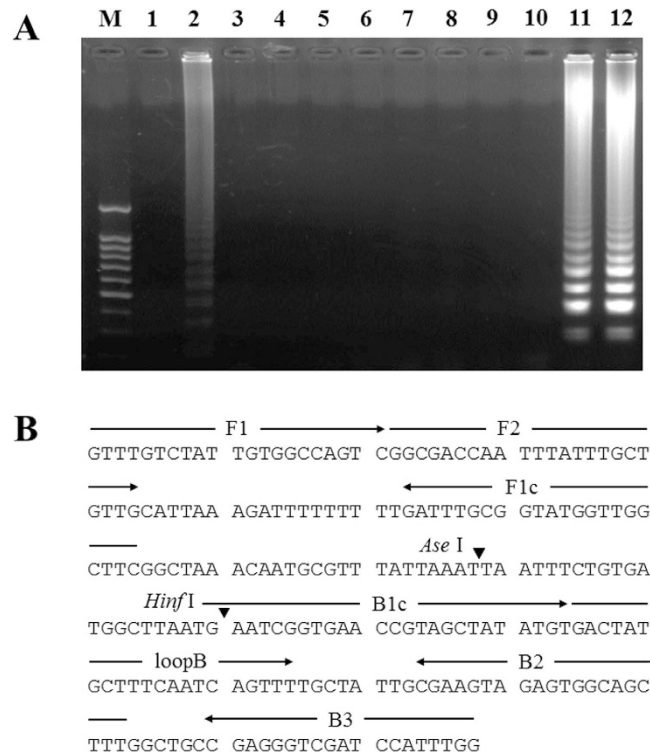 A
M 1 2 3 4 5 6 7 8 9 10 11 12
B
F1 F2
GTTTGTCTAT TGTGGCCAGT CGGCGACCAA TTTATTTGCT
F1c
GTTGCATTAA AGATTTTTTT TTGATTTGCG GTATGGTTGG
Ase I
CTTCGGCTAA ACAATGCGTT TATTAAATTA ATTTCTGTGA
Hinf I B1c
TGGCTTAATG AATCGGTGAA CCGTAGCTAT ATGTGACTAT
loopB B2
GCTTTCAATC AGTTTTGCTA TTGCGAAGTA GAGTGGCAGC
B3
TTTGGCTGCC GAGGGTCGAT CCATTTGG